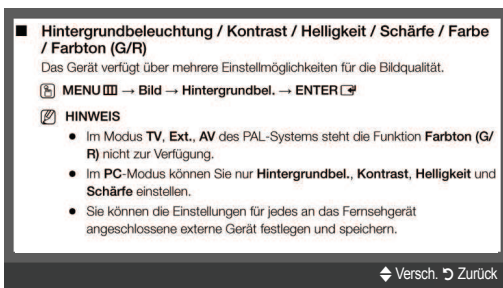 Hintergrundbeleuchtung / Kontrast / Helligkeit / Schärfe / Farbe
/ Farbton (G/R)
Das Gerät verfügt über mehrere Einstellmöglichkeiten für die Bildqualität.
MENU → Bild → Hintergrundbel. → ENTER
HINWEIS
● Im Modus TV, Ext., AV des PAL-Systems steht die Funktion Farbton (G/
R) nicht zur Verfügung.
● Im PC-Modus können Sie nur Hintergrundbel., Kontrast, Helligkeit und
Schärfe einstellen.
● Sie können die Einstellungen für jedes an das Fernsehgerät
angeschlossene externe Gerät festlegen und speichern.
Versch. Zurück